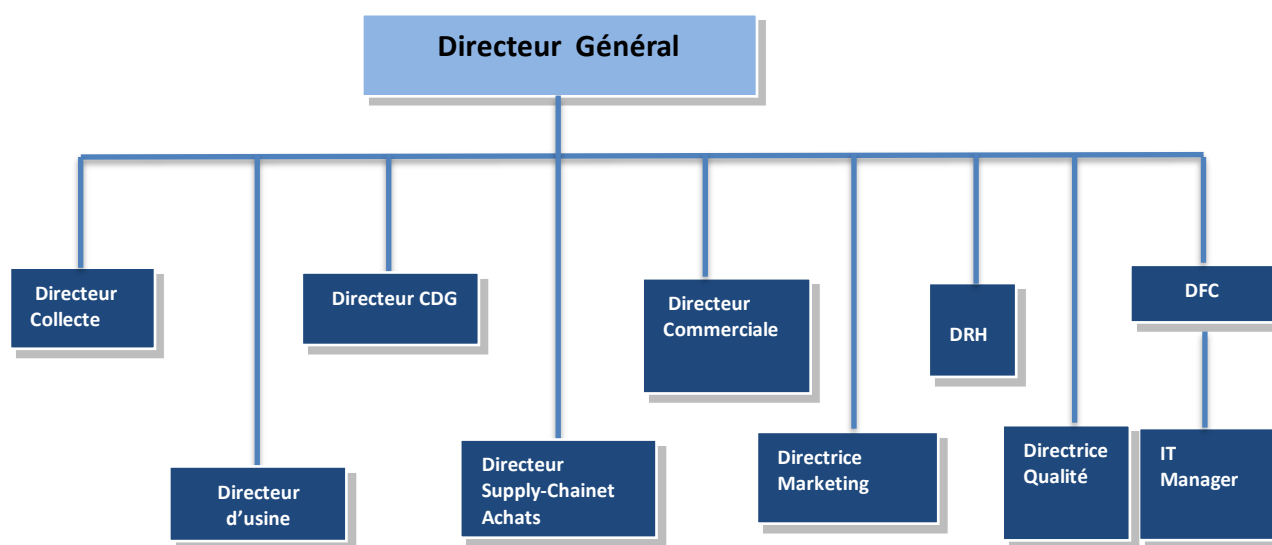 Directeur Général
Directeur
Collecte
Directeur CDG
Directeur
Commerciale
DRH
DFC
Directeur
d’usine
Directeur
Supply-Chainet
Achats
Directrice
Marketing
Directrice
Qualité
IT
Manager